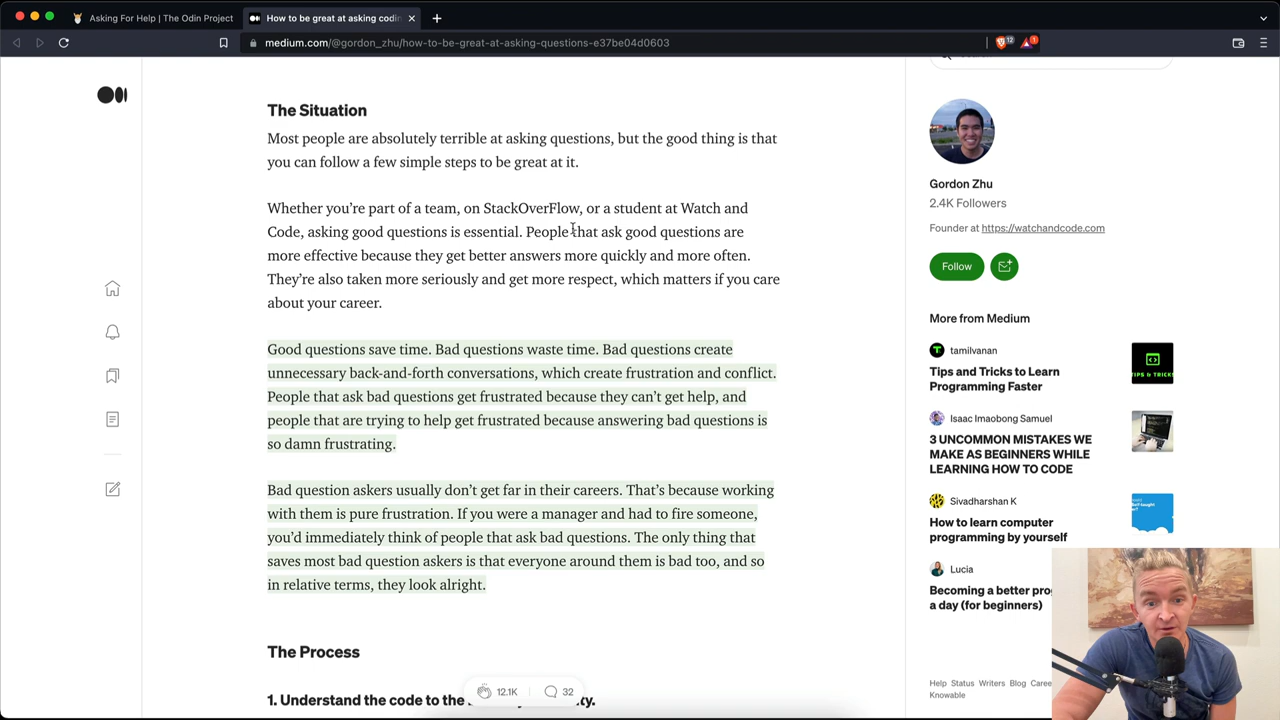 Asking For Help | The Odin Project
How to be great at asking codin
medium.com/@gordon_zhu/how-to-be-great-at-asking-questions-e37be04d0603
12
1
The Situation
Most people are absolutely terrible at asking questions, but the good thing is that
you can follow a few simple steps to be great at it.
Whether you’re part of a team, on StackOverFlow, or a student at Watch and
Code, asking good questions is essential. People that ask good questions are
more effective because they get better answers more quickly and more often.
They’re also taken more seriously and get more respect, which matters if you care
about your career.
Good questions save time. Bad questions waste time. Bad questions create
unnecessary back-and-forth conversations, which create frustration and conflict.
People that ask bad questions get frustrated because they can’t get help, and
people that are trying to help get frustrated because answering bad questions is
so damn frustrating.
Bad question askers usually don’t get far in their careers. That’s because working
with them is pure frustration. If you were a manager and had to fire someone,
you’d immediately think of people that ask bad questions. The only thing that
saves most bad question askers is that everyone around them is bad too, and so
in relative terms, they look alright.
The Process
1. Understand the code to the
12.1K
32
Gordon Zhu
2.4K Followers
Founder at https://watchandcode.com
Follow
More from Medium
tamilvanan
Tips and Tricks to Learn
Programming Faster
TIPS & TRICKS
Isaac Imaobong Samuel
3 UNCOMMON MISTAKES WE
MAKE AS BEGINNERS WHILE
LEARNING HOW TO CODE
Sivadharshan K
How to learn computer
programming by yourself
Lucia
Becoming a better
a day (for beginners)
Help Status Writers Blog
Knowable